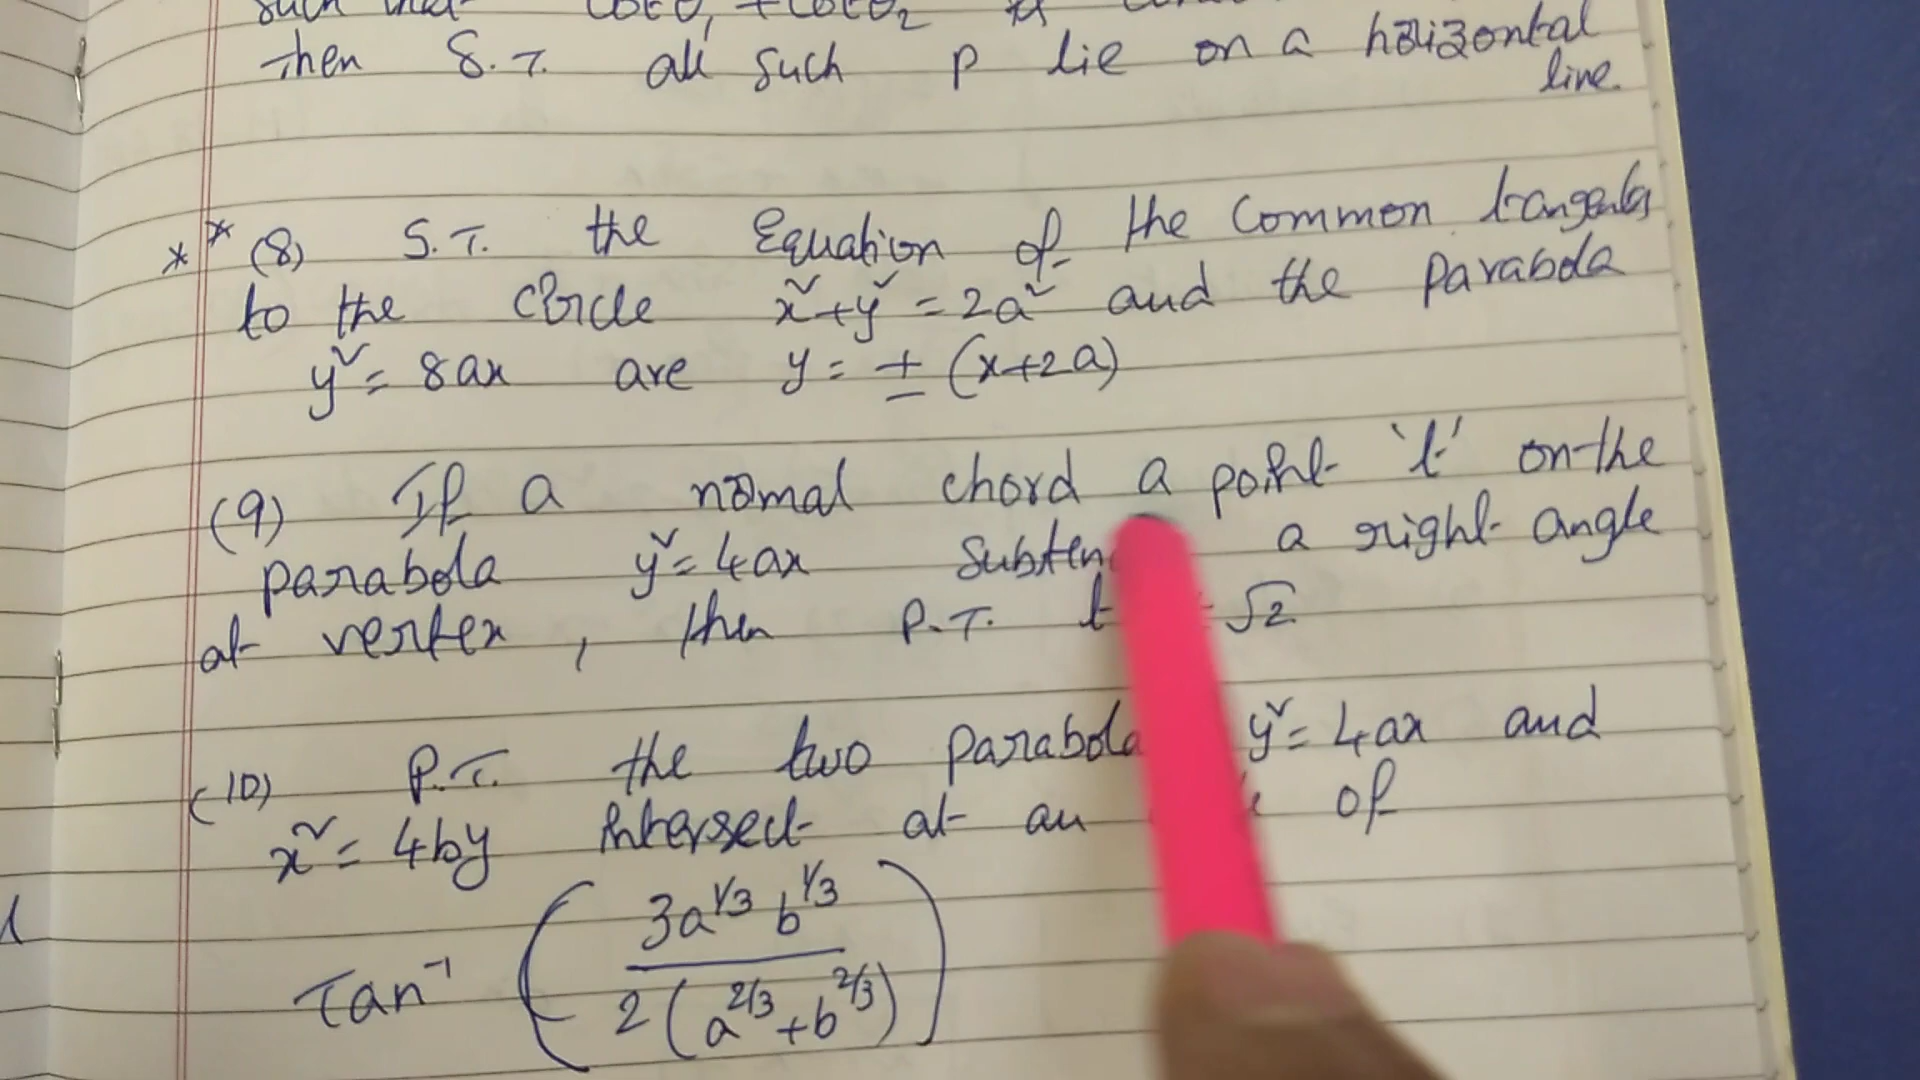 such that
then S.T. all such p lie on a horizontal
line.
** (8) S.T. the Equation of the Common tangents
to the Circle x²+y² = 2a² and the Parabola
y² = 8ax are y = ± (x+2a)
(9) If a normal chord a point 't' on the
parabola y² = 4ax a right angle
at vertex, then P.T. t √2
(10) P.T. the two parabola y² = 4ax and
x² = 4by intersect at an of
Tan⁻¹ (3a^1/3 b^1/3 / 2(a^2/3 + b^2/3))